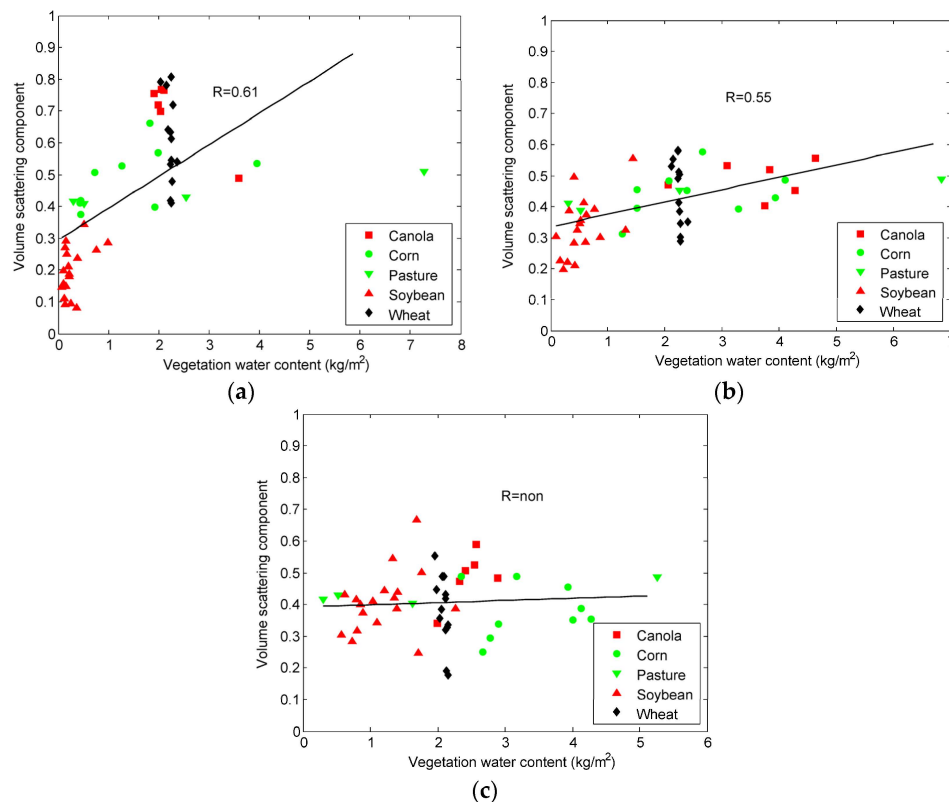 1
0.9
0.8
0.7
0.6
0.5
0.4
0.3
0.2
0.1
0
Volume scattering component
R=0.61
Canola
Corn
Pasture
Soybean
Wheat
0 1 2 3 4 5 6 7 8
Vegetation water content (kg/m²)
(a)
1
0.9
0.8
0.7
0.6
0.5
0.4
0.3
0.2
0.1
0
Volume scattering component
R=0.55
Canola
Corn
Pasture
Soybean
Wheat
0 1 2 3 4 5 6
Vegetation water content (kg/m²)
(b)
1
0.9
0.8
0.7
0.6
0.5
0.4
0.3
0.2
0.1
0
Volume scattering component
R=non
Canola
Corn
Pasture
Soybean
Wheat
0 1 2 3 4 5 6
Vegetation water content (kg/m²)
(c)